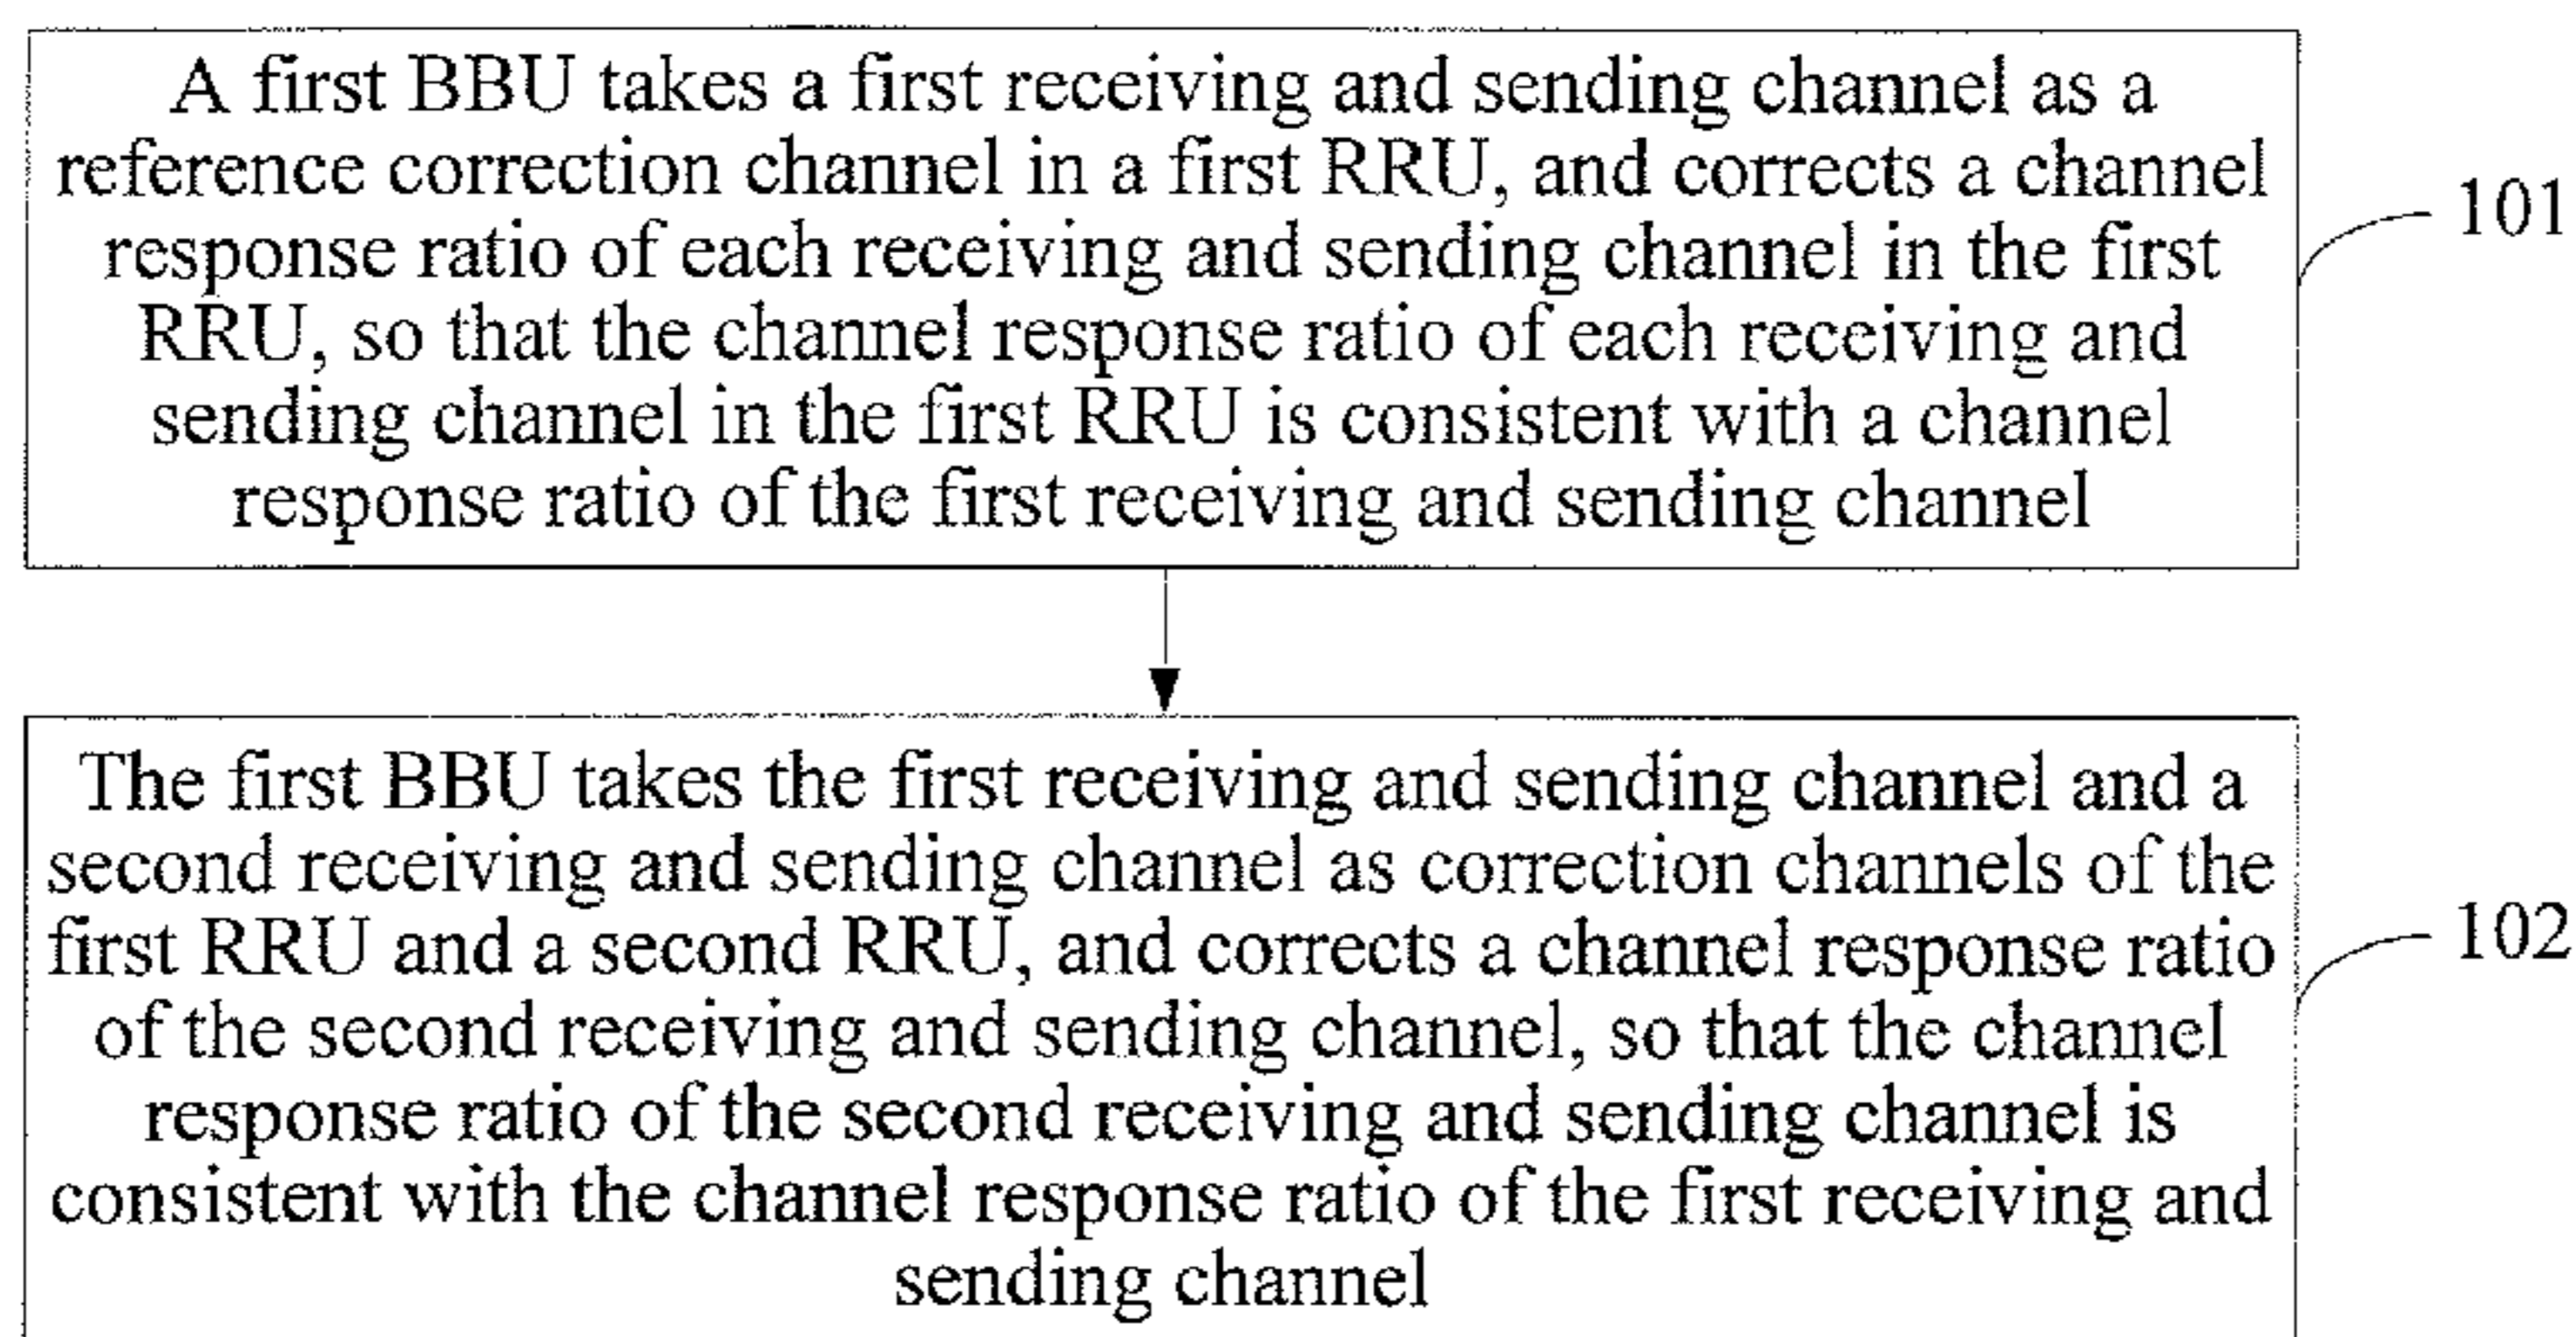 A first BBU takes a first receiving and sending channel as a
reference correction channel in a first RRU, and corrects a channel
response ratio of each receiving and sending channel in the first
RRU, so that the channel response ratio of each receiving and
sending channel in the first RRU is consistent with a channel
response ratio of the first receiving and sending channel
101
The first BBU takes the first receiving and sending channel and a
second receiving and sending channel as correction channels of the
first RRU and a second RRU, and corrects a channel response ratio
of the second receiving and sending channel, so that the channel
response ratio of the second receiving and sending channel is
consistent with the channel response ratio of the first receiving and
sending channel
102